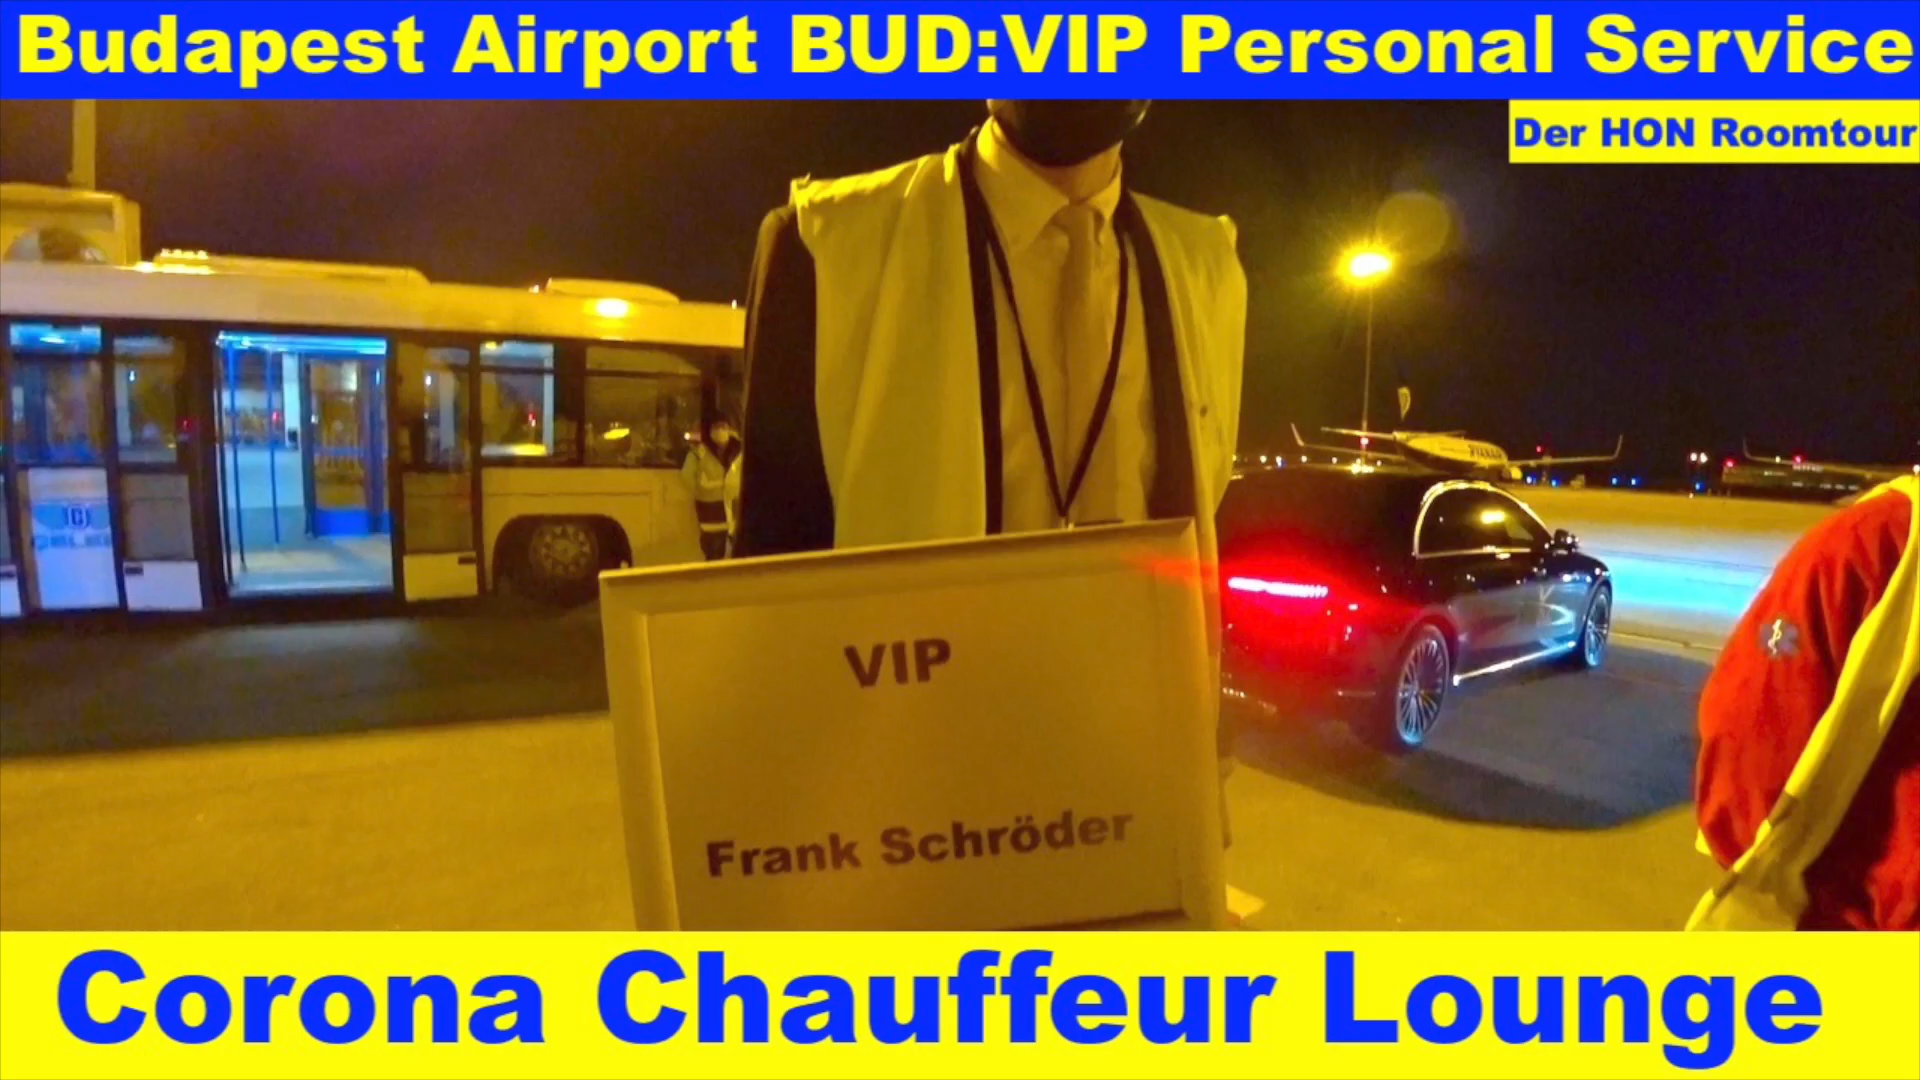 Budapest Airport BUD:VIP Personal Service
Der HON Roomtour
VIP
Frank Schröder
Corona Chauffeur Lounge